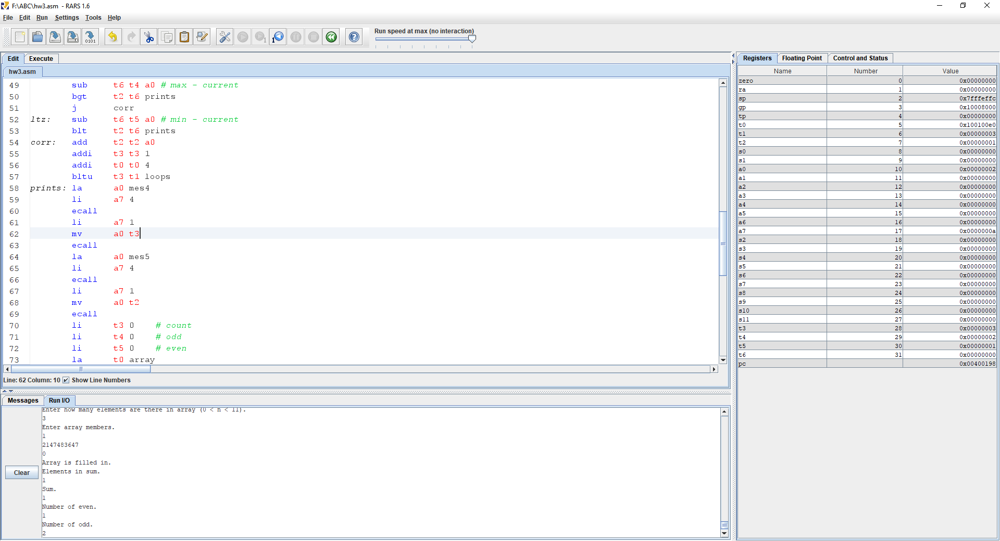 F:\ABC\hw3.asm - RARS 1.6
File Edit Run Settings Tools Help
Run speed at max (no interaction)
Edit Execute
hw3.asm
49 sub t6 t4 a0 # max - current
50 bgt t2 t6 prints
51 j corr
52 ltz: sub t6 t5 a0 # min - current
53 blt t2 t6 prints
54 corr: add t2 t2 a0
55 addi t3 t3 1
56 addi t0 t0 4
57 bltu t3 t1 loops
58 prints: la a0 mes4
59 li a7 4
60 ecall
61 li a7 1
62 mv a0 t3
63 ecall
64 la a0 mes5
65 li a7 4
66 ecall
67 li a7 1
68 mv a0 t2
69 ecall
70 li t3 0 # count
71 li t4 0 # odd
72 li t5 0 # even
73 la t0 array
Line: 62 Column: 10 Show Line Numbers
Messages Run I/O
Clear
Enter how many elements are there in array (0 < n < 11).
3
Enter array members.
1
2147483647
0
Array is filled in.
Elements in sum.
1
Sum.
1
Number of even.
1
Number of odd.
2
Registers Floating Point Control and Status
Name Number Value
zero 0 0x00000000
ra 1 0x00000000
sp 2 0x7fffeffc
gp 3 0x10008000
tp 4 0x00000000
t0 5 0x100100e0
t1 6 0x00000003
t2 7 0x00000001
s0 8 0x00000000
s1 9 0x00000000
a0 10 0x00000002
a1 11 0x00000000
a2 12 0x00000000
a3 13 0x00000000
a4 14 0x00000000
a5 15 0x00000000
a6 16 0x00000000
a7 17 0x0000000a
s2 18 0x00000000
s3 19 0x00000000
s4 20 0x00000000
s5 21 0x00000000
s6 22 0x00000000
s7 23 0x00000000
s8 24 0x00000000
s9 25 0x00000000
s10 26 0x00000000
s11 27 0x00000000
t3 28 0x00000003
t4 29 0x00000002
t5 30 0x00000001
t6 31 0x00000000
pc 0x00400198